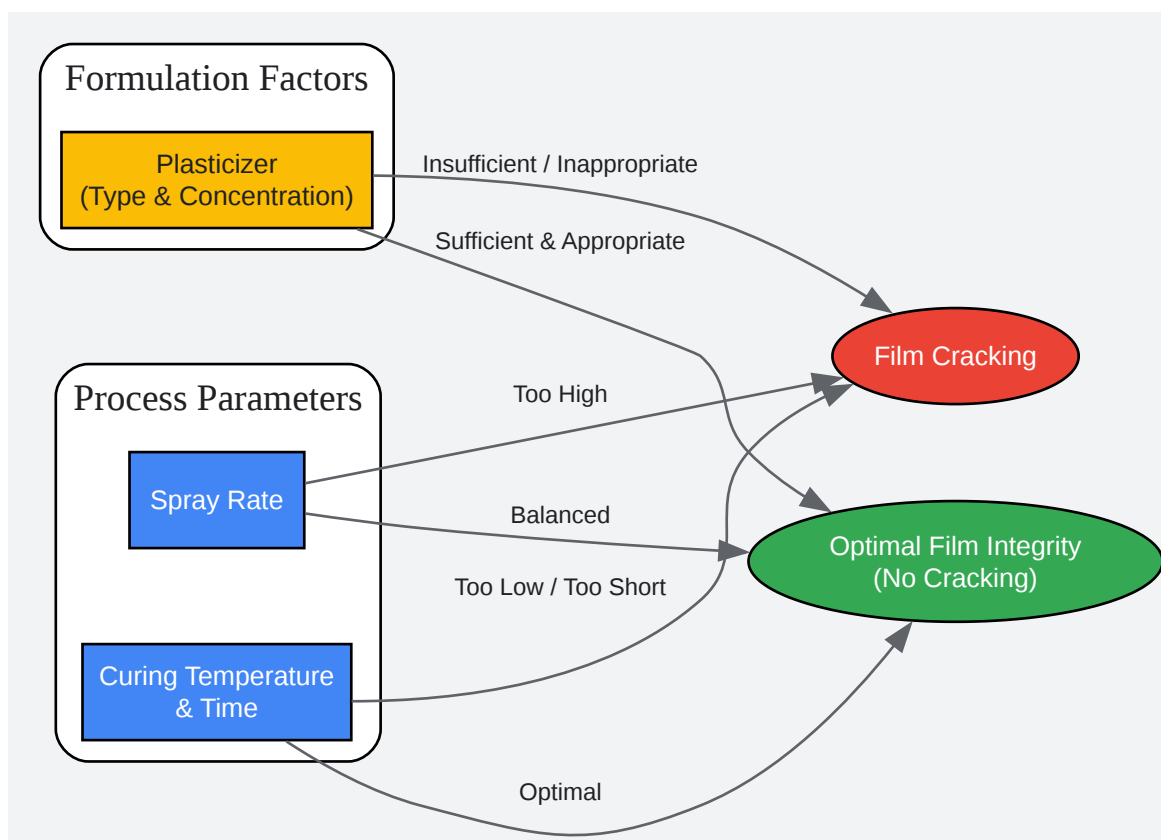 Formulation Factors
Plasticizer
(Type & Concentration)
Insufficient / Inappropriate
Sufficient & Appropriate
Film Cracking
Process Parameters
Too High
Spray Rate
Balanced
Optimal Film Integrity
(No Cracking)
Too Low / Too Short
Curing Temperature
& Time
Optimal